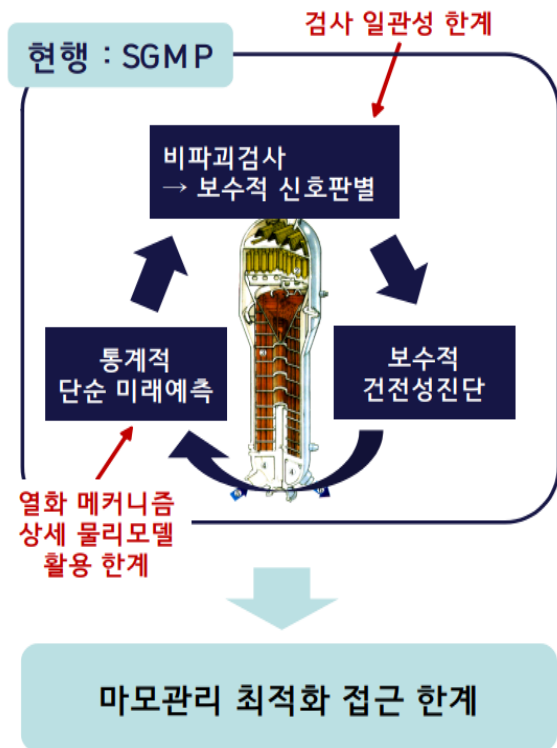 검사 일관성 한계
현행 : SGMP
비파괴검사
→ 보수적 신호판별
통계적
단순 미래예측
보수적
건전성진단
열화 메커니즘
상세 물리모델
활용 한계
마모관리 최적화 접근 한계